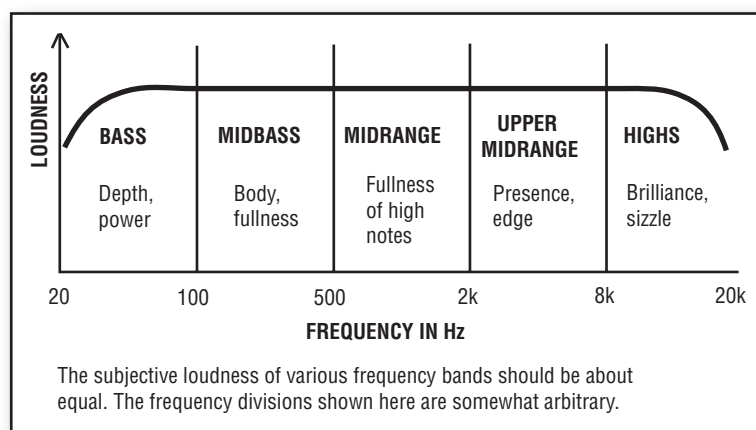 LOUDNESS
BASS
MIDBASS
MIDRANGE
UPPER
MIDRANGE
HIGHS
Depth,
power
Body,
fullness
Fullness
of high
notes
Presence,
edge
Brilliance,
sizzle
20
100
500
2k
8k
20k
FREQUENCY IN Hz
The subjective loudness of various frequency bands should be about
equal. The frequency divisions shown here are somewhat arbitrary.